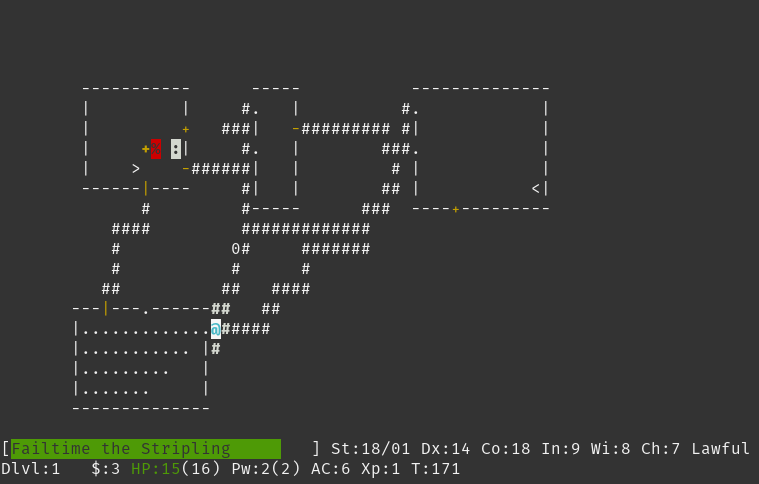 -----------      -----           --------------
        |         |     #.   |          #.            |
        |         +   ###|   -######### #|            |
        |     +  :|     #.   |        ###.            |
        |    >    -######|   |         # |            |
        ------|----     #|   |        ## |           <|
              #         #-----      ###  ----+---------
           ####         #############
           #           0#     #######
           #           #      #
          ##          ##   ####
       ---|---.------##   ##
       |.............@#####
       |........... |#
       |.........   |
       |.......     |
       --------------
[Failtime the Stripling        ] St:18/01 Dx:14 Co:18 In:9 Wi:8 Ch:7 Lawful
Dlvl:1   $:3 HP:15(16) Pw:2(2) AC:6 Xp:1 T:171